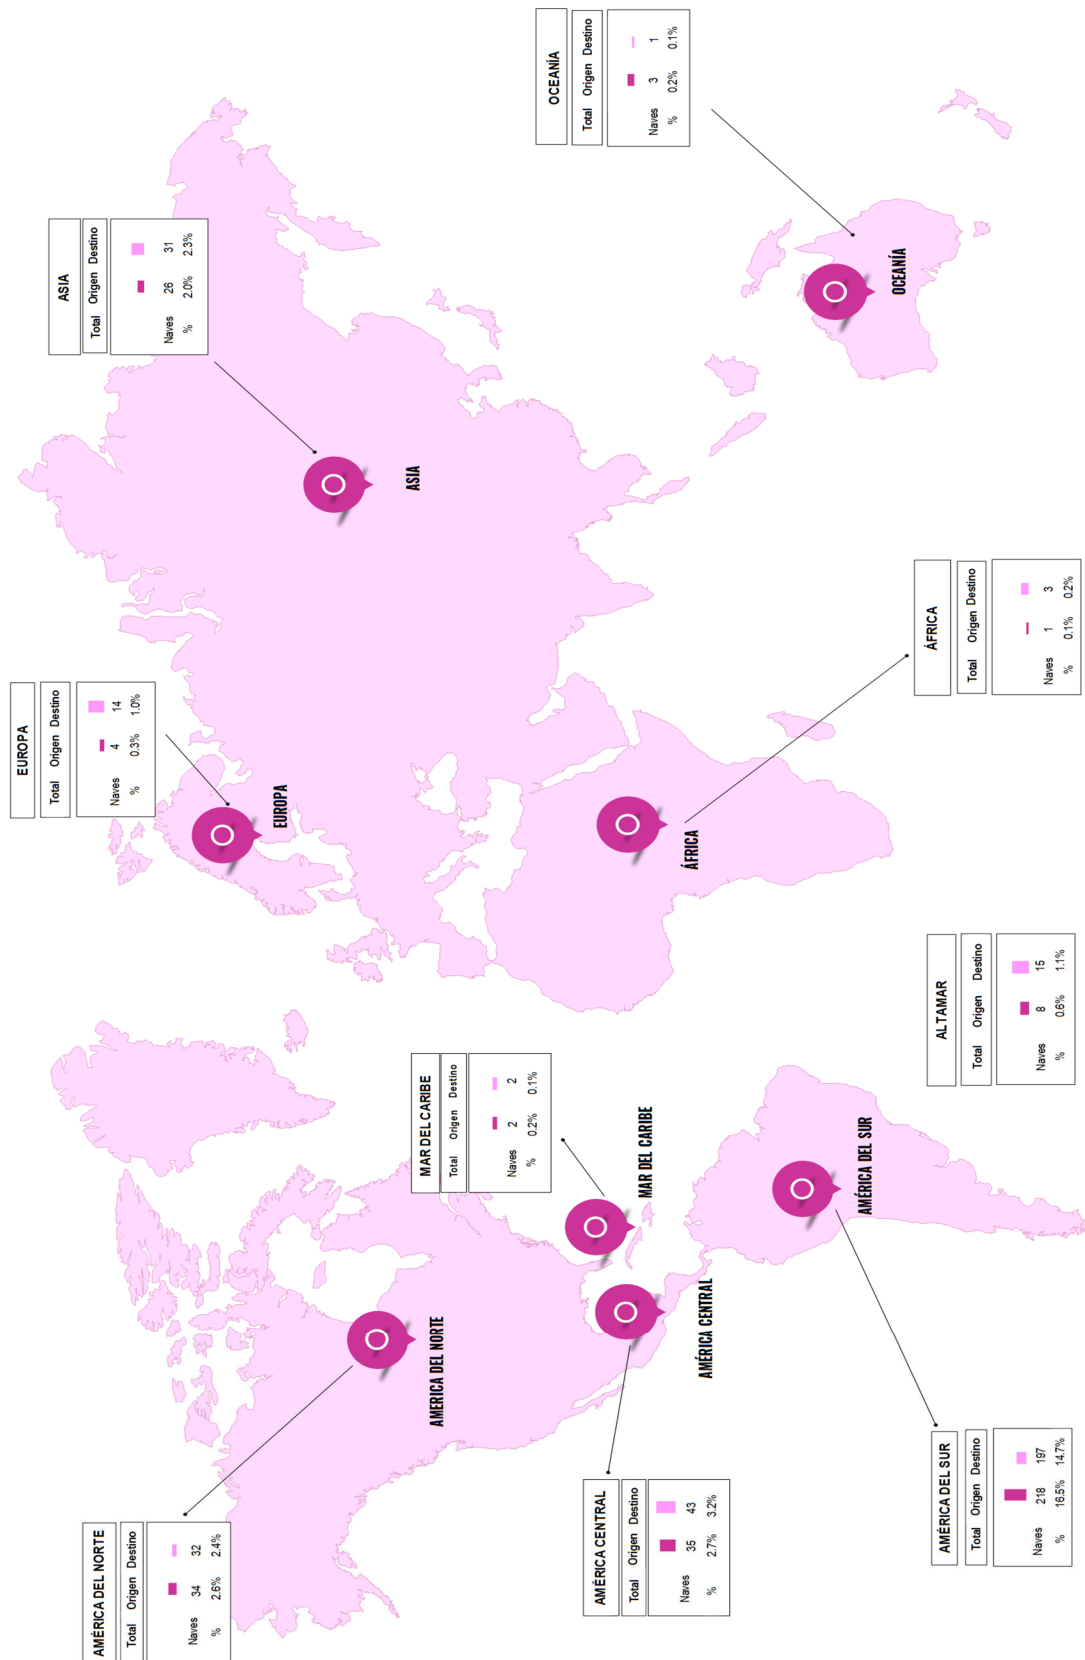 EUROPA
Total Origen Destino
Naves 4 14
% 0.3% 1.0%
ASIA
Total Origen Destino
Naves 26 31
% 2.0% 2.3%
AMÉRICA DEL NORTE
Total Origen Destino
Naves 34 32
% 2.6% 2.4%
EUROPA
AMERICA DEL NORTE
ASIA
MAR DEL CARIBE
Total Origen Destino
Naves 2 2
% 0.2% 0.1%
OCEANÍA
Total Origen Destino
Naves 3 1
% 0.2% 0.1%
AMÉRICA CENTRAL
Total Origen Destino
Naves 35 43
% 2.7% 3.2%
MAR DEL CARIBE
ÁFRICA
AMÉRICA CENTRAL
AMÉRICA DEL SUR
OCEANÍA
AMÉRICA DEL SUR
Total Origen Destino
Naves 218 197
% 16.5% 14.7%
ALTAMAR
Total Origen Destino
Naves 8 15
% 0.6% 1.1%
ÁFRICA
Total Origen Destino
Naves 1 3
% 0.1% 0.2%